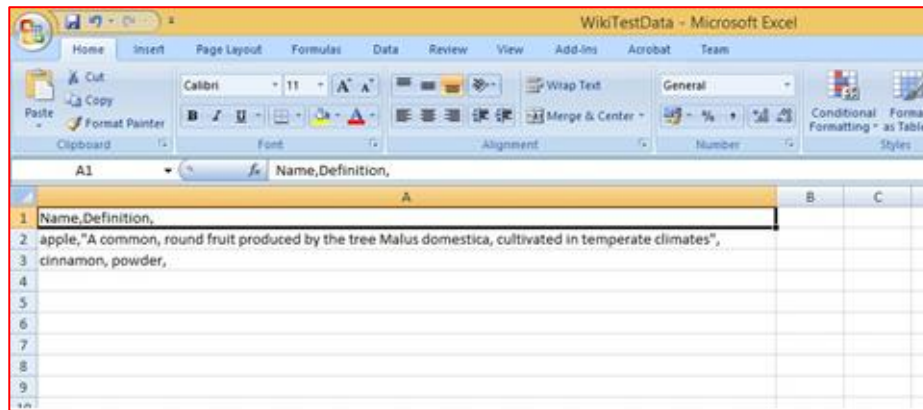 WikiTestData - Microsoft Excel
Home Insert Page Layout Formulas Data Review View Add-Ins Acrobat Team
Cut
Copy
Format Painter
Paste
Calibri 11 A A Wrap Text General
B I U A Merge & Center $ % ,
Conditional Formatting
Clipboard Font Alignment Number Styles
A1 fx Name,Definition,
A B C
1 Name,Definition,
2 apple,"A common, round fruit produced by the tree Malus domestica, cultivated in temperate climates",
3 cinnamon, powder,
4
5
6
7
8
9